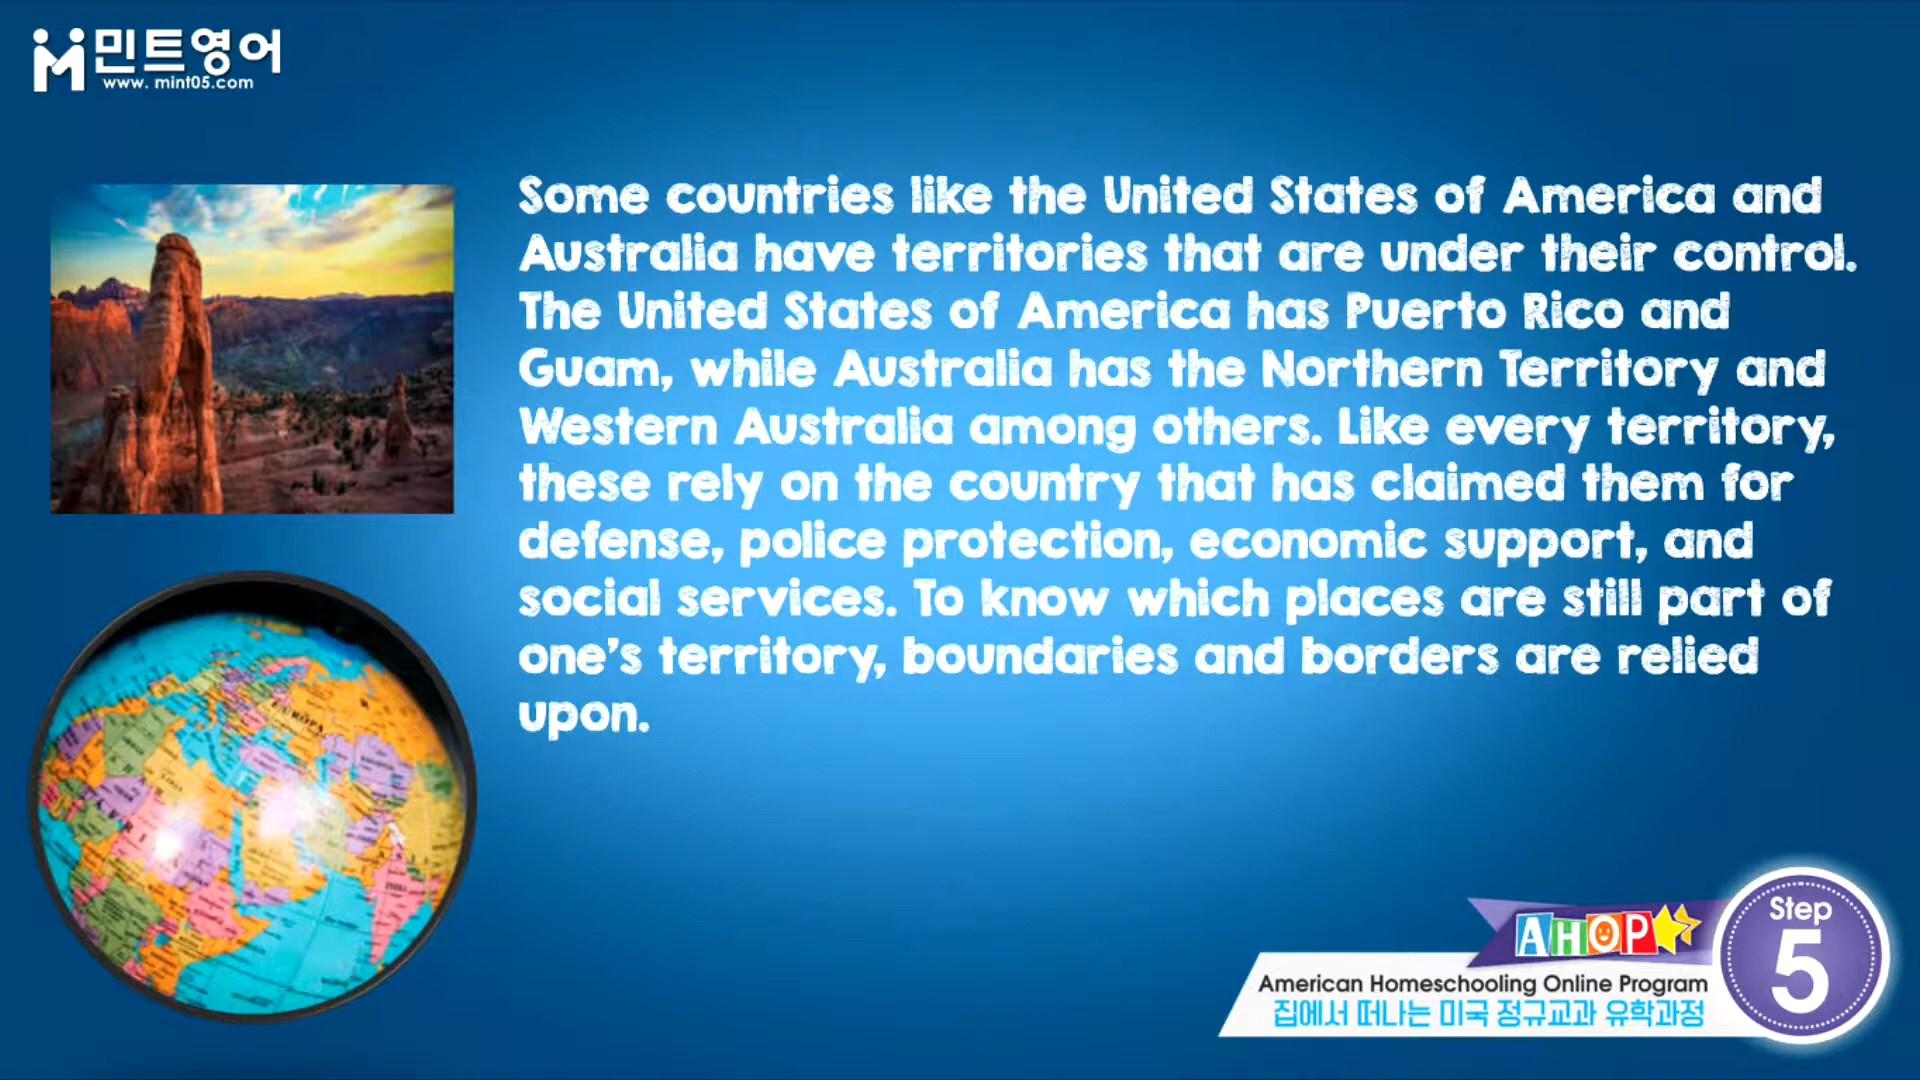 민트영어
www. mint05.com
Some countries like the United States of America and
Australia have territories that are under their control.
The United States of America has Puerto Rico and
Guam, while Australia has the Northern Territory and
Western Australia among others. Like every territory,
these rely on the country that has claimed them for
defense, police protection, economic support, and
social services. To know which places are still part of
one's territory, boundaries and borders are relied
upon.
EUROPA
INDIA
AHOP
Step
5
American Homeschooling Online Program
집에서 떠나는 미국 정규교과 유학과정